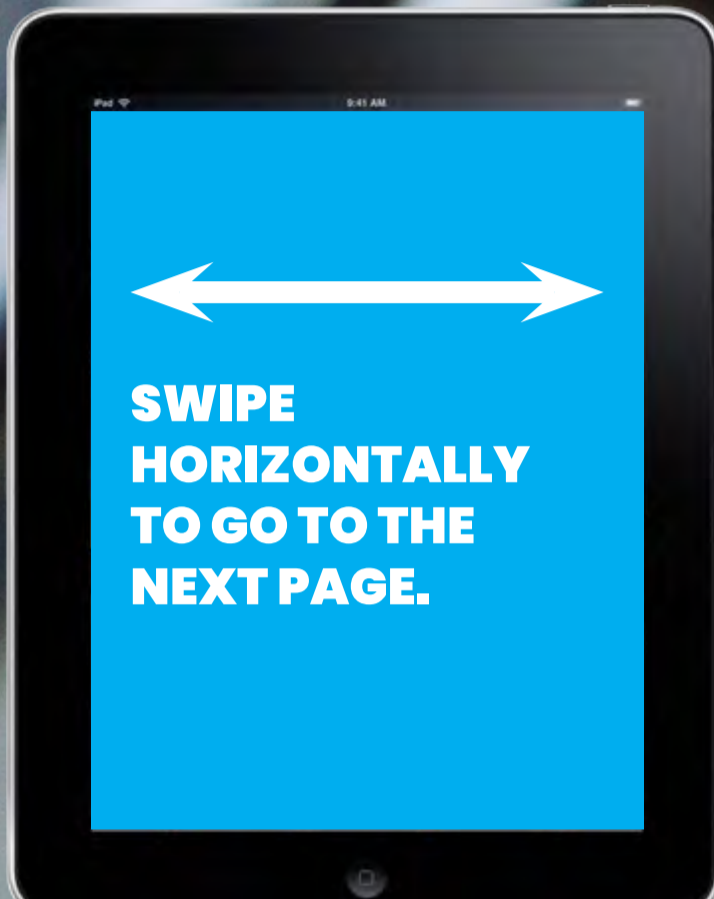 iPad 9:41 AM
SWIPE
HORIZONTALLY
TO GO TO THE
NEXT PAGE.